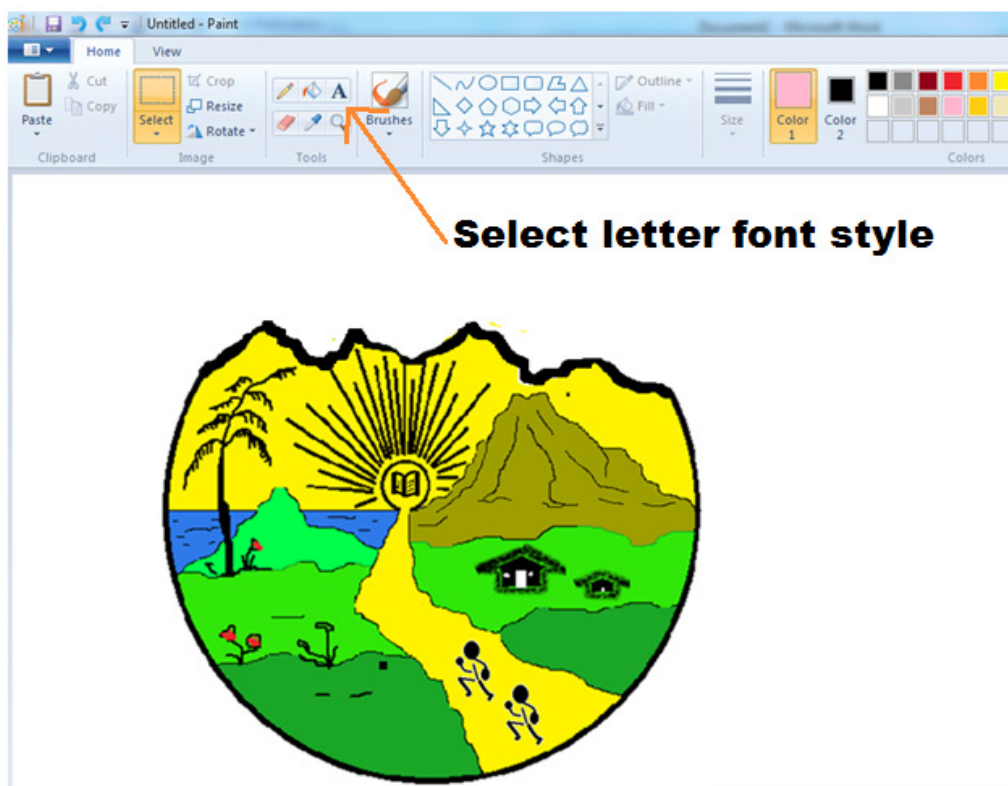 Untitled - Paint
Home View
Paste
Cut
Copy
Clipboard
Select
Crop
Resize
Rotate
Image
A
Tools
Brushes
Shapes
Outline
Fill
Size
Color 1
Color 2
Colors
Select letter font style